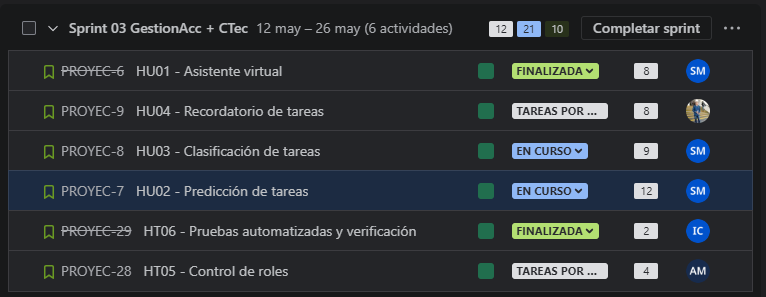 Sprint 03 GestionAcc + CTec 12 may – 26 may (6 actividades) 12 21 10 Completar sprint
PROYEC-6 HU01 - Asistente virtual FINALIZADA 8 SM
PROYEC-9 HU04 - Recordatorio de tareas TAREAS POR ... 8
PROYEC-8 HU03 - Clasificación de tareas EN CURSO 9 SM
PROYEC-7 HU02 - Predicción de tareas EN CURSO 12 SM
PROYEC-29 HT06 - Pruebas automatizadas y verificación FINALIZADA 2 IC
PROYEC-28 HT05 - Control de roles TAREAS POR ... 4 AM